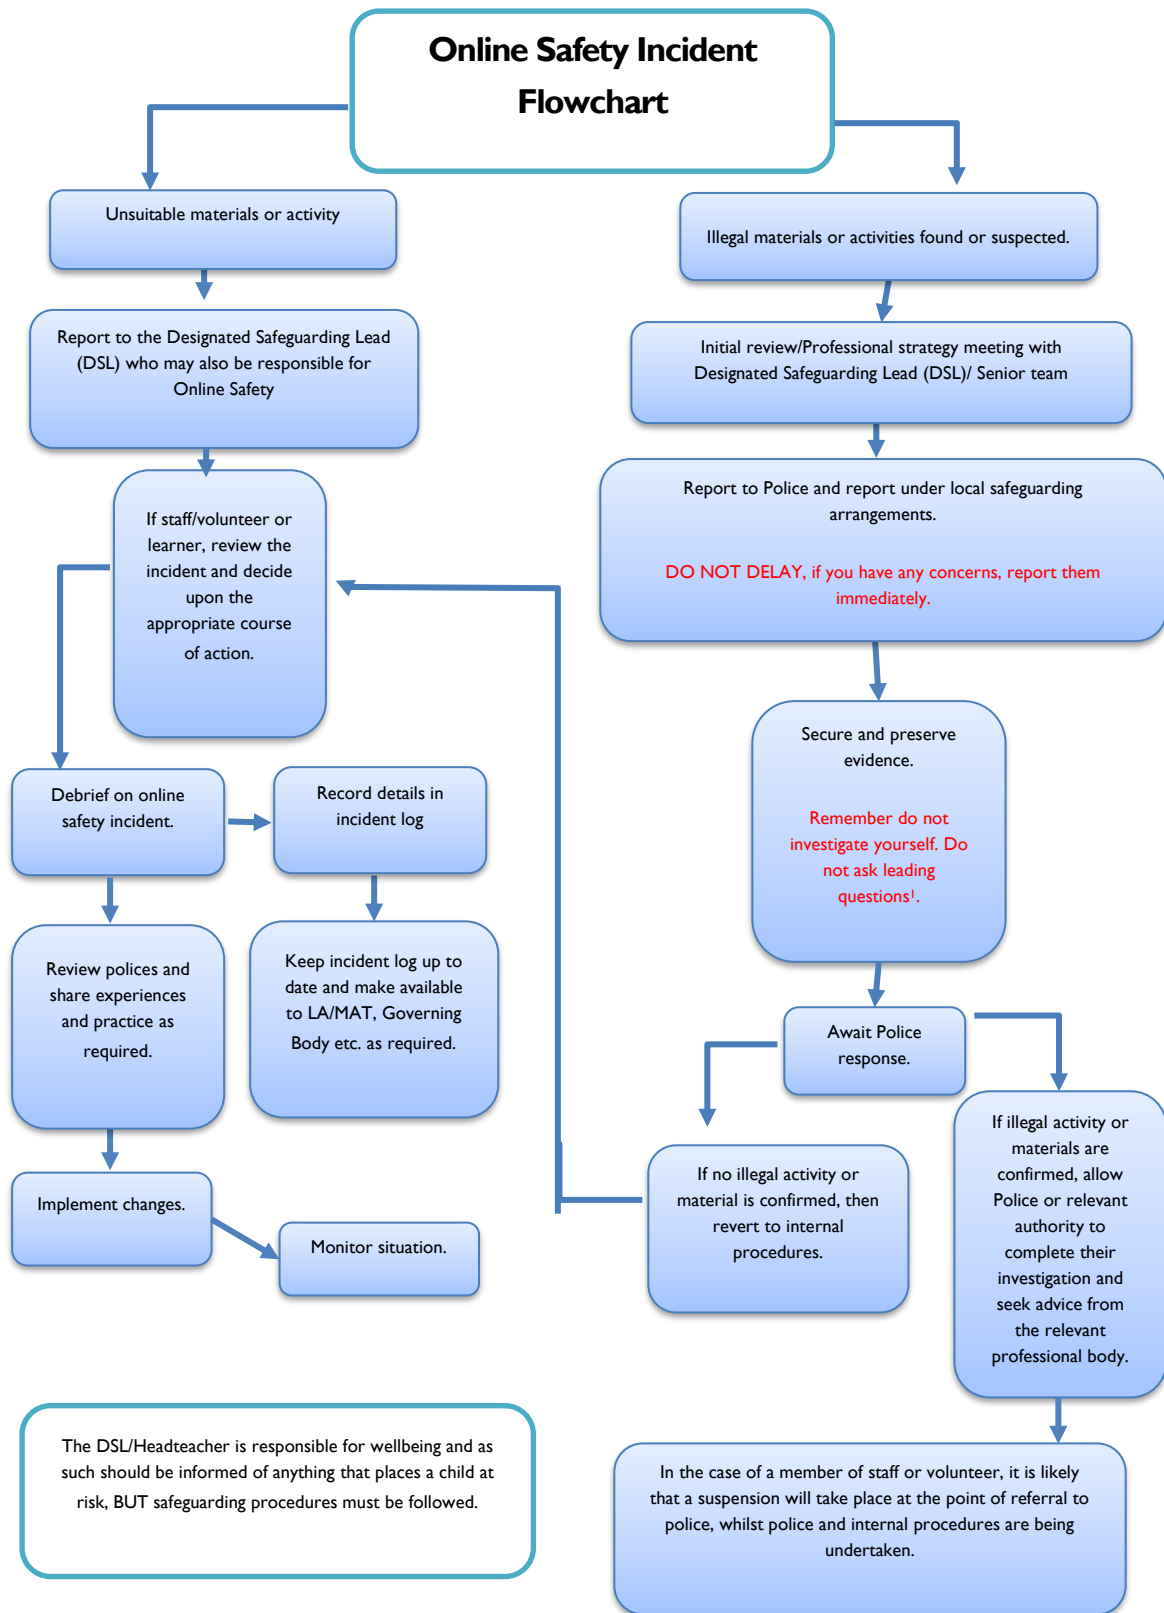 Online Safety Incident
Flowchart
Unsuitable materials or activity
Report to the Designated Safeguarding Lead
(DSL) who may also be responsible for
Online Safety
If staff/volunteer or
learner, review the
incident and decide
upon the
appropriate course
of action.
Debrief on online
safety incident.
Record details in
incident log
Review polices and
share experiences
and practice as
required.
Keep incident log up to
date and make available
to LA/MAT, Governing
Body etc. as required.
Implement changes.
Monitor situation.
Illegal materials or activities found or suspected.
Initial review/Professional strategy meeting with
Designated Safeguarding Lead (DSL)/ Senior team
Report to Police and report under local safeguarding
arrangements.
DO NOT DELAY, if you have any concerns, report them
immediately.
Secure and preserve
evidence.
Remember do not
investigate yourself. Do
not ask leading
questions¹.
Await Police
response.
If no illegal activity or
material is confirmed, then
revert to internal
procedures.
If illegal activity or
materials are
confirmed, allow
Police or relevant
authority to
complete their
investigation and
seek advice from
the relevant
professional body.
In the case of a member of staff or volunteer, it is likely
that a suspension will take place at the point of referral to
police, whilst police and internal procedures are being
undertaken.
The DSL/Headteacher is responsible for wellbeing and as
such should be informed of anything that places a child at
risk, BUT safeguarding procedures must be followed.